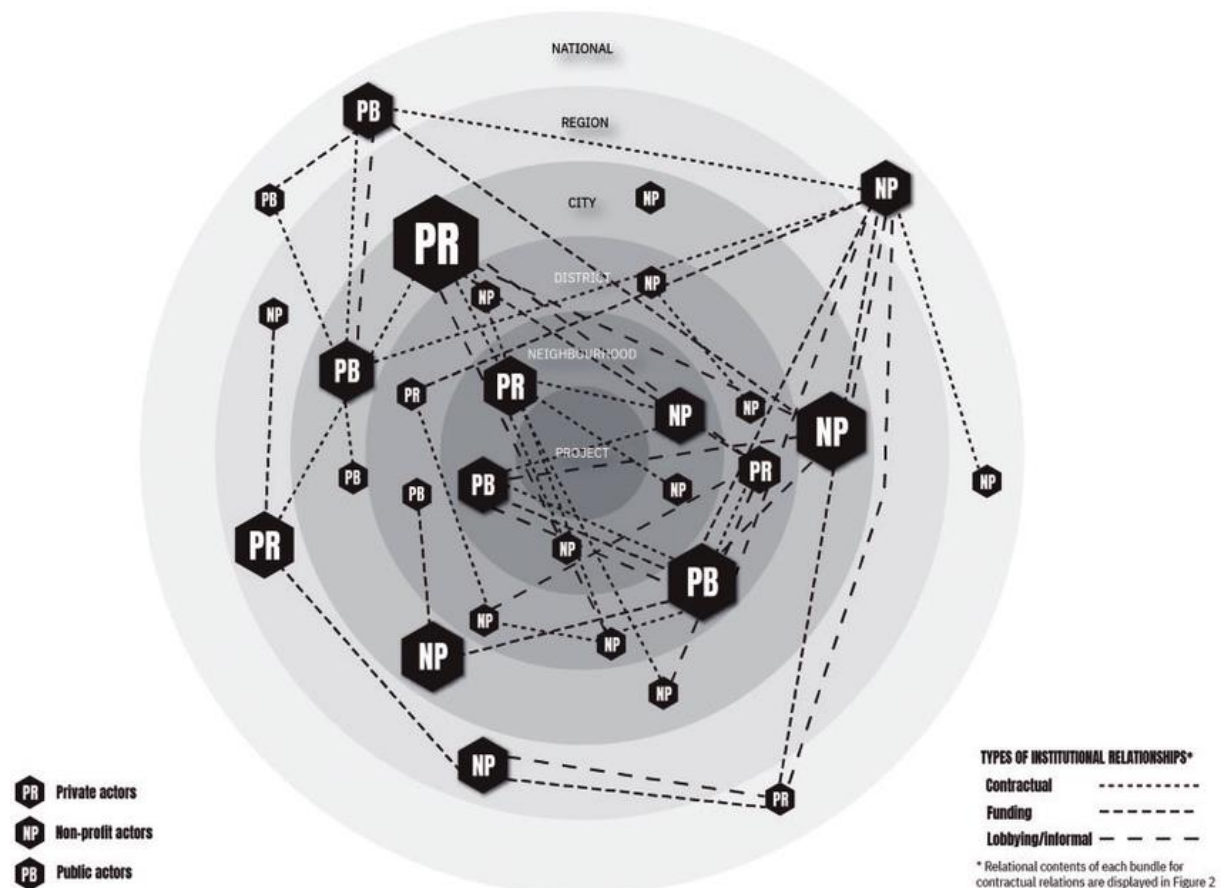 NATIONAL
PB
REGION
NP
PB
NP
CITY
PR
DISTRICT
NP
NP
NP
NEIGHBOURHOOD
PB
PR
PR
NP
NP
NP
PROJECT
PR
PB
NP
PB
PB
NP
NP
PR
NP
PB
NP
NP
NP
NP
NP
PR
PR Private actors
NP Non-profit actors
PB Public actors
TYPES OF INSTITUTIONAL RELATIONSHIPS*
Contractual
Funding
Lobbying/informal
* Relational contents of each bundle for
contractual relations are displayed in Figure 2